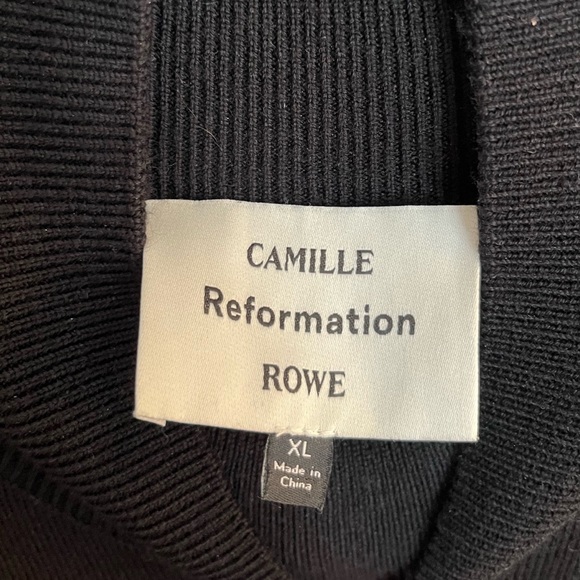 CAMILLE
Reformation
ROWE
XL
Made in
China